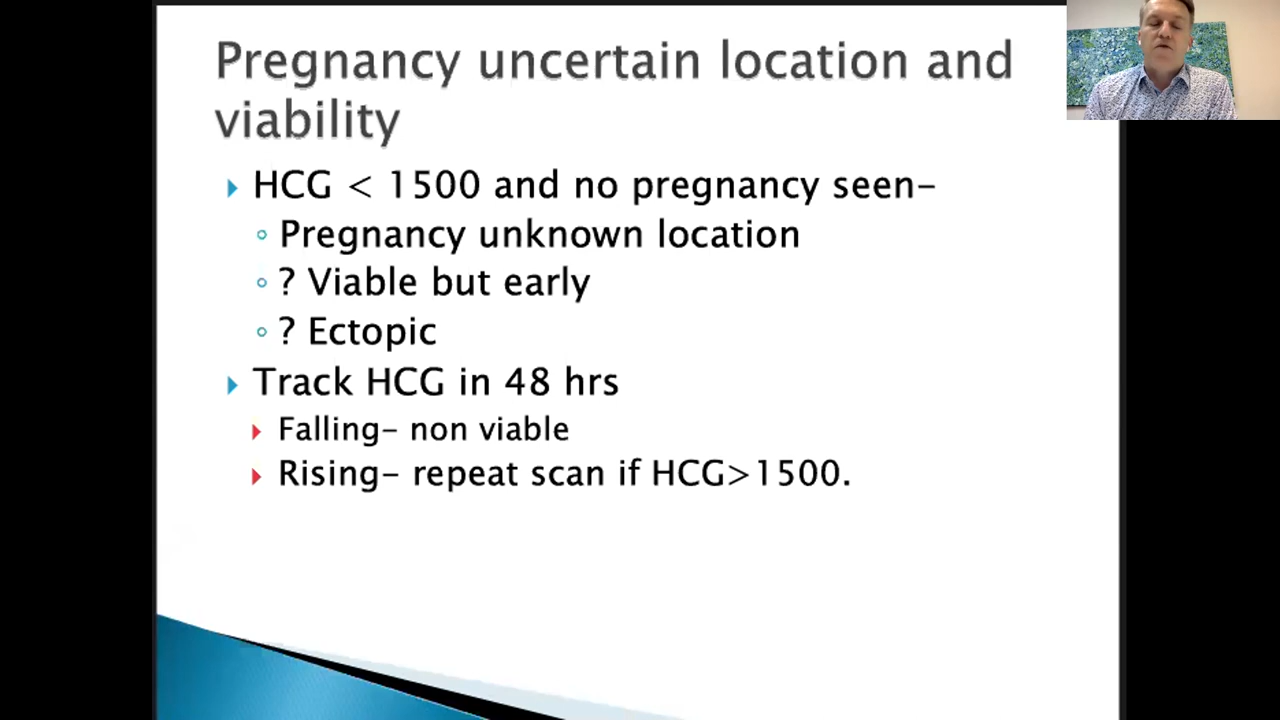 Pregnancy uncertain location and
viability
HCG < 1500 and no pregnancy seen–
Pregnancy unknown location
? Viable but early
? Ectopic
Track HCG in 48 hrs
Falling– non viable
Rising– repeat scan if HCG>1500.